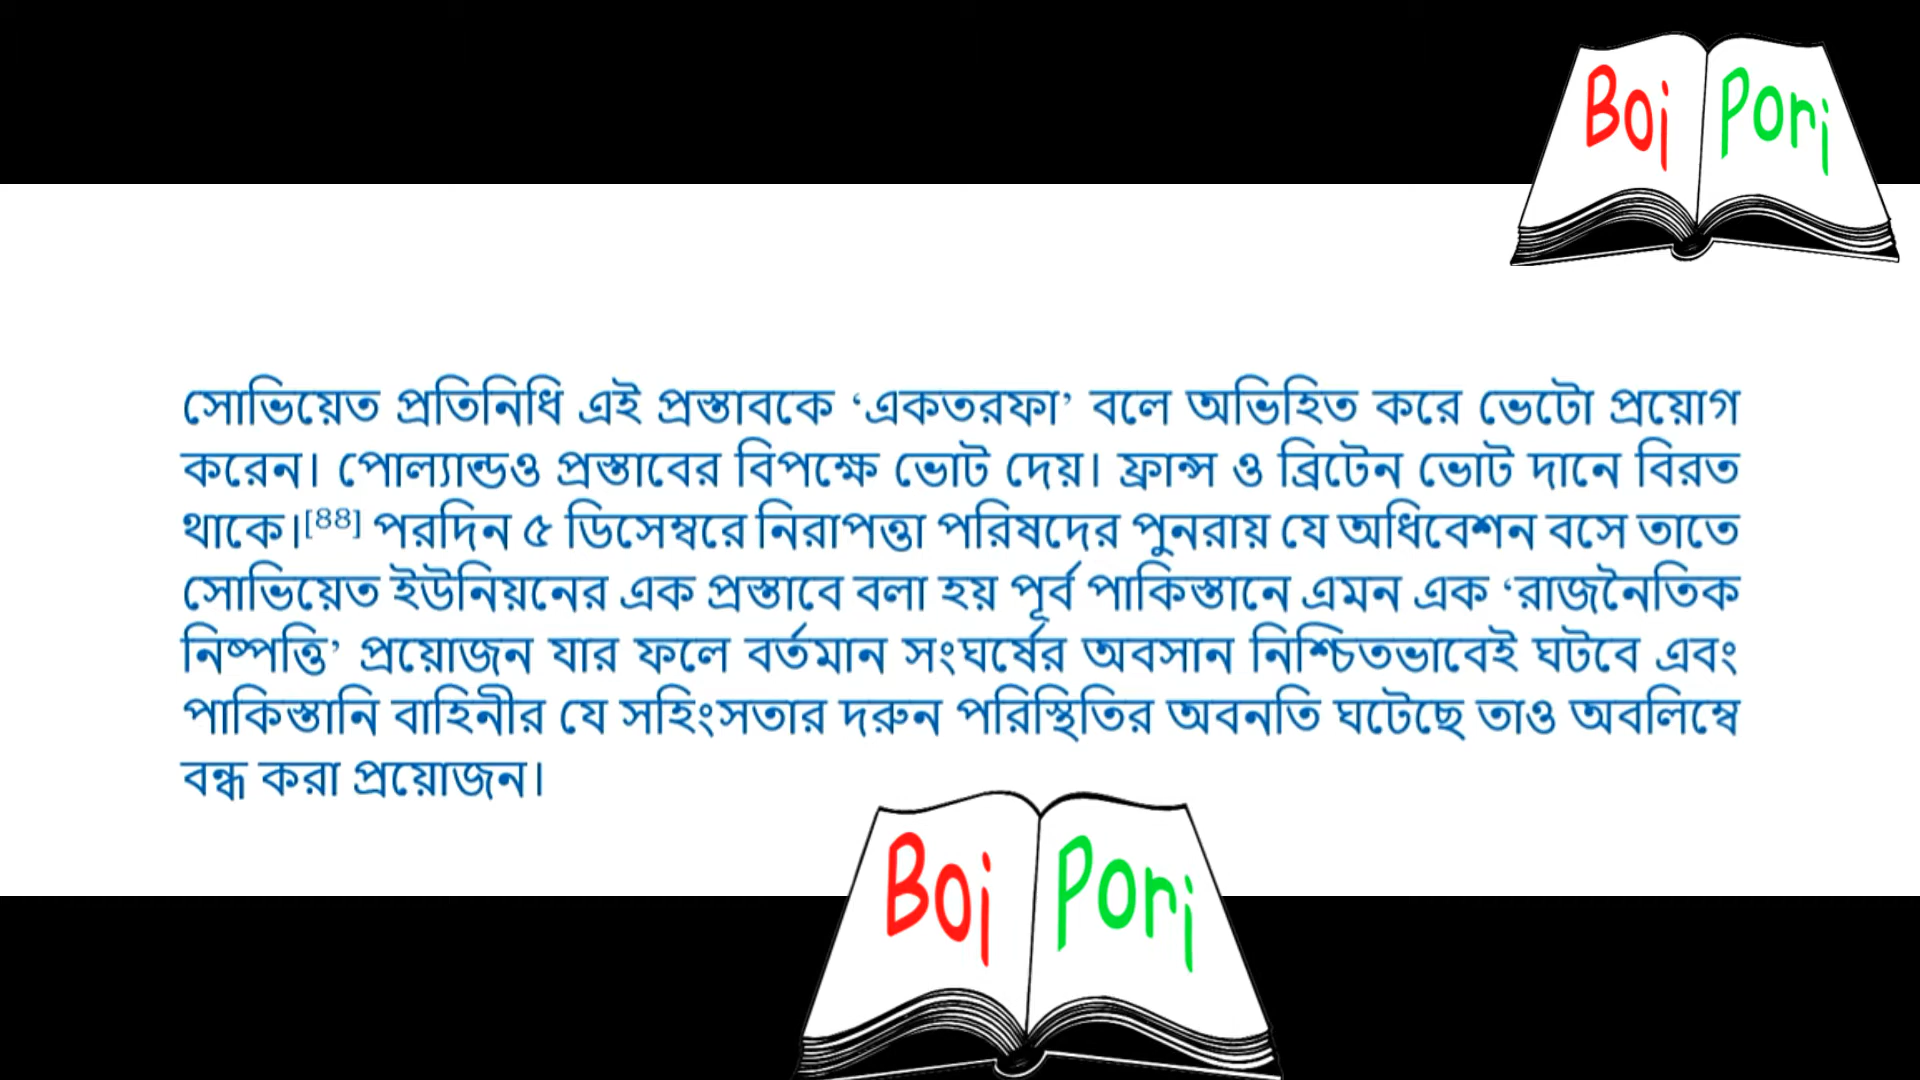 Boi Pori
সোভিয়েত প্রতিনিধি এই প্রস্তাবকে ‘একতরফা’ বলে অভিহিত করে ভেটো প্রয়োগ
করেন। পোল্যান্ডও প্রস্তাবের বিপক্ষে ভোট দেয়। ফ্রান্স ও ব্রিটেন ভোট দানে বিরত
থাকে।[88] পরদিন ৫ ডিসেম্বরে নিরাপত্তা পরিষদের পুনরায় যে অধিবেশন বসে তাতে
সোভিয়েত ইউনিয়নের এক প্রস্তাবে বলা হয় পূর্ব পাকিস্তানে এমন এক ‘রাজনৈতিক
নিষ্পত্তি’ প্রয়োজন যার ফলে বর্তমান সংঘর্ষের অবসান নিশ্চিতভাবেই ঘটবে এবং
পাকিস্তানি বাহিনীর যে সহিংসতার দরুন পরিস্থিতির অবনতি ঘটেছে তাও অবলিম্বে
বন্ধ করা প্রয়োজন।
Boi Pori